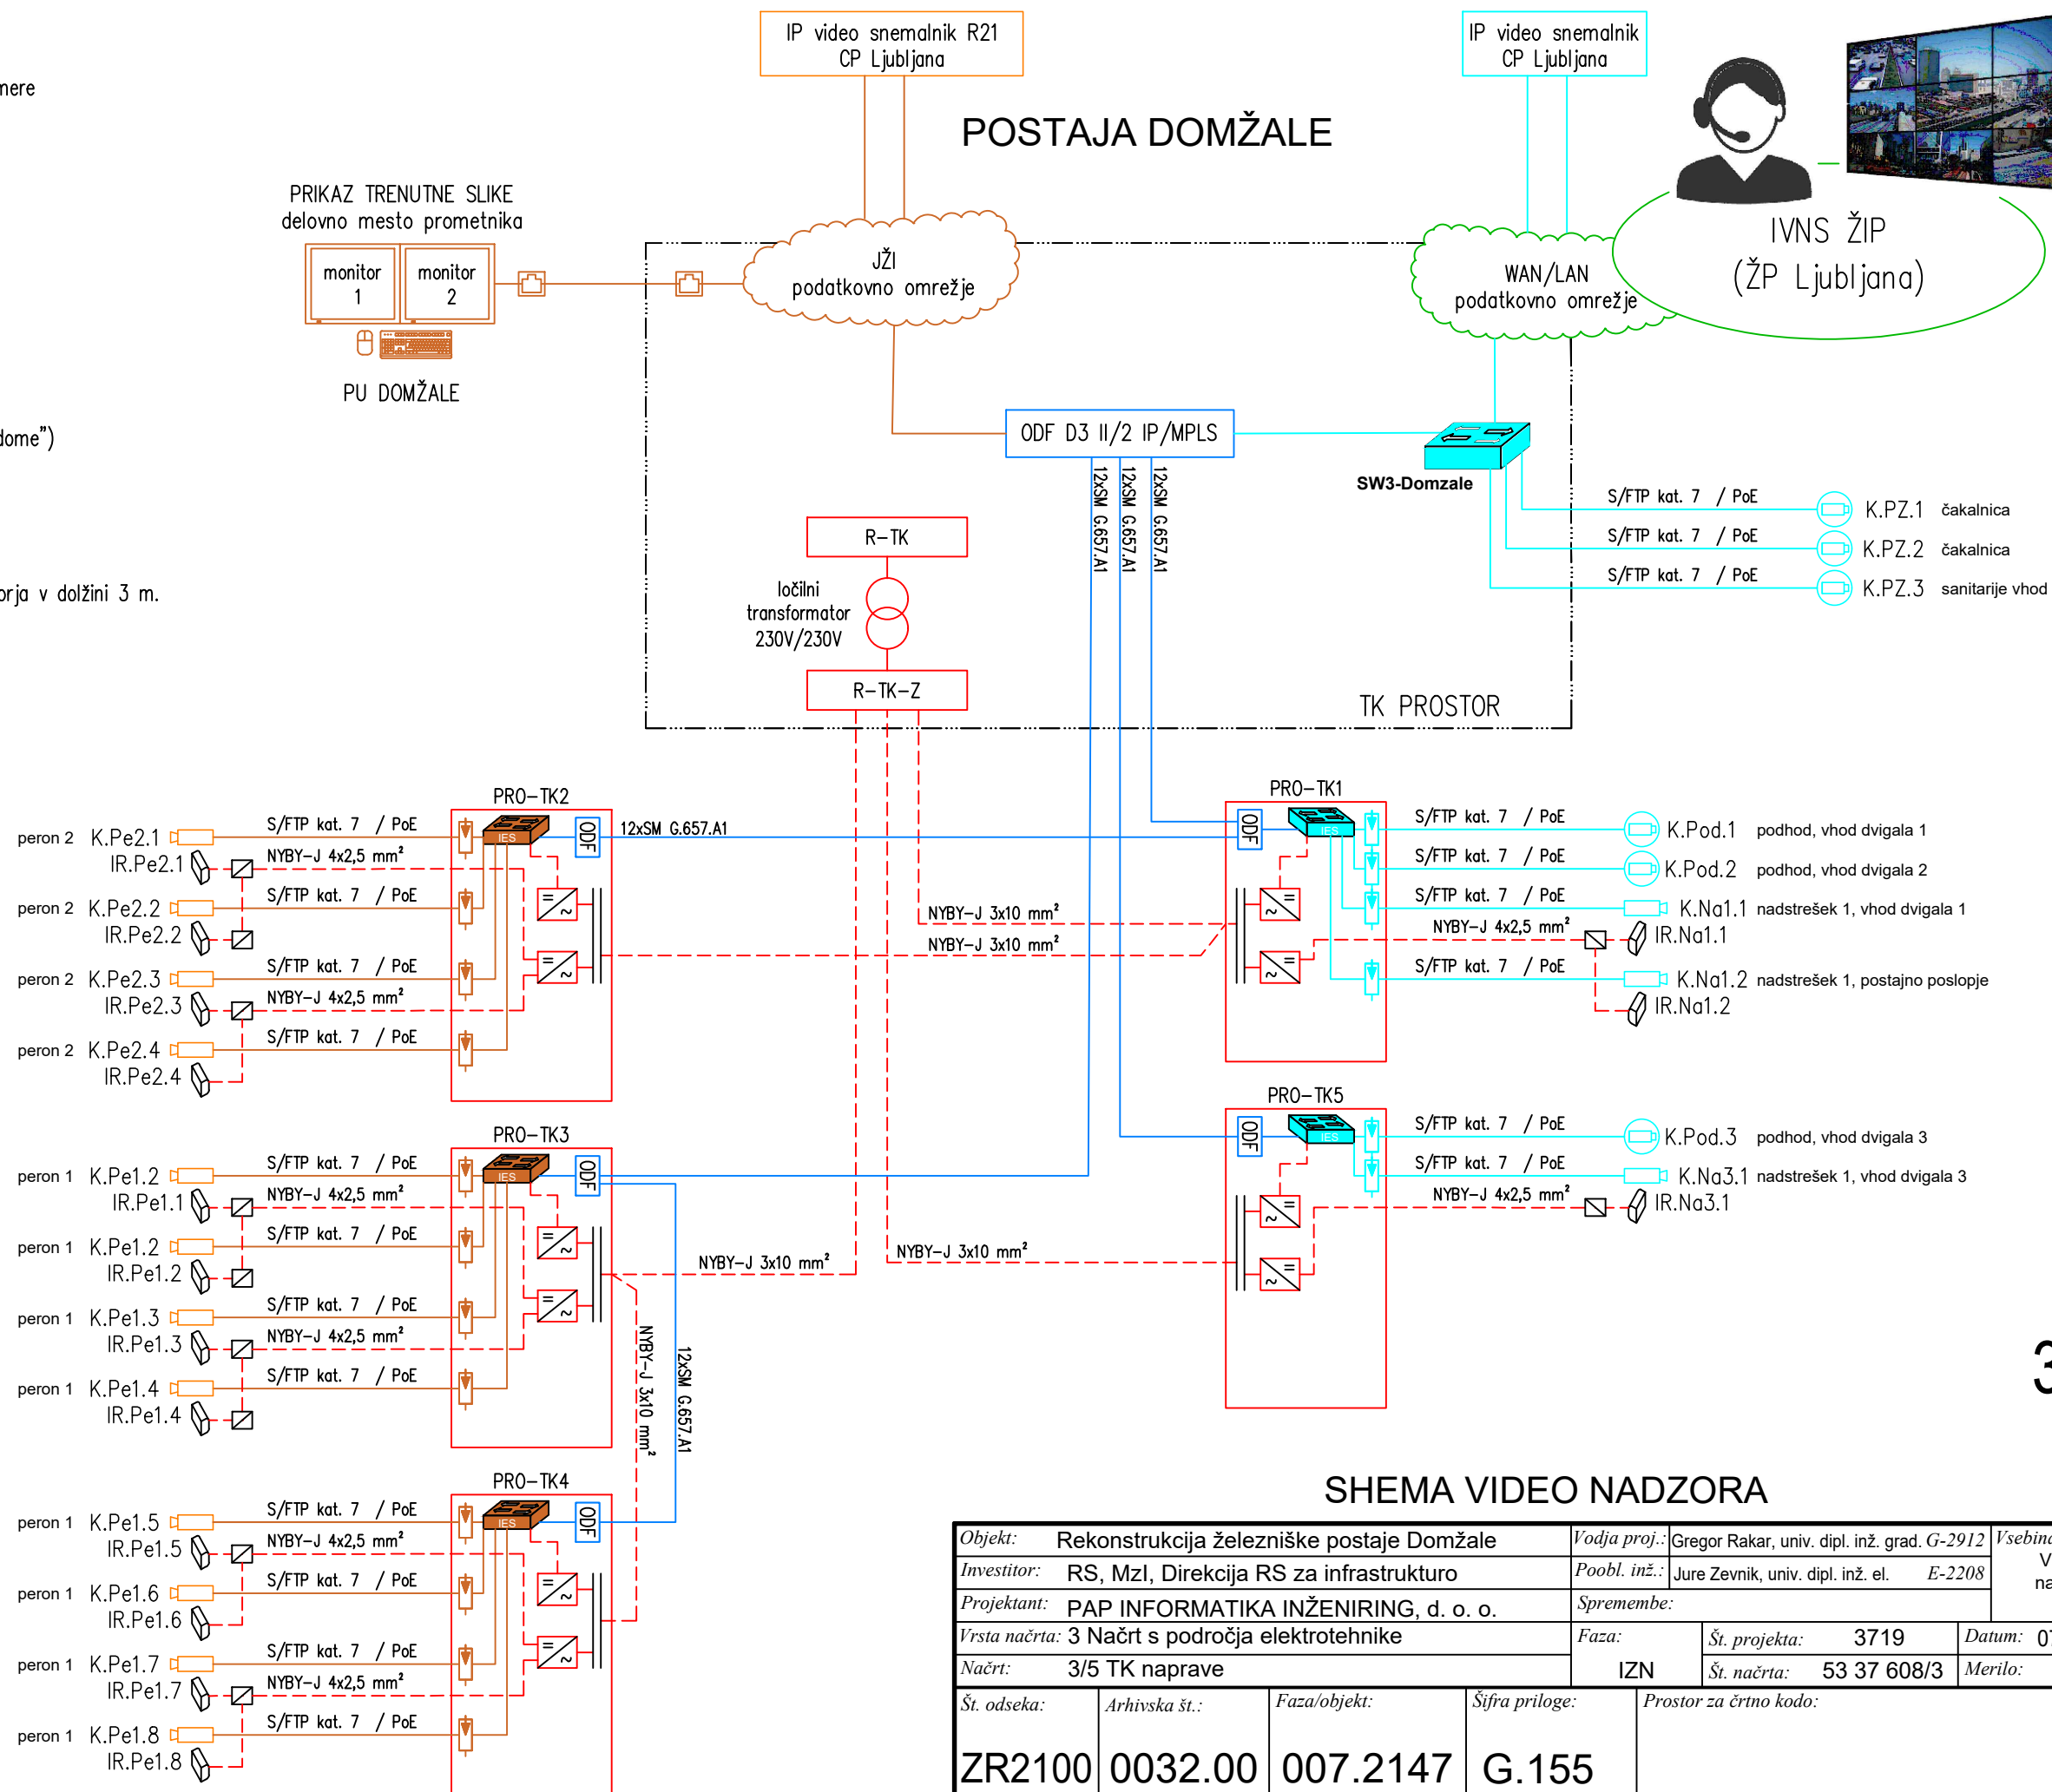 IP video snemalnik R21
CP Ljubljana
IP video snemalnik
CP Ljubljana
POSTAJA DOMŽALE
PRIKAZ TRENUTNE SLIKE
delovno mesto prometnika
monitor
1
monitor
2
PU DOMŽALE
JŽI
podatkovno omrežje
WAN/LAN
podatkovno omrežje
IVNS ŽIP
(ŽP Ljubljana)
dome")
orja v dolžini 3 m.
ODF D3 II/2 IP/MPLS
12xSM G.657.A1
12xSM G.657.A1
12xSM G.657.A1
SW3-Domzale
S/FTP kat. 7 / PoE
K.PZ.1 čakalnica
S/FTP kat. 7 / PoE
K.PZ.2 čakalnica
S/FTP kat. 7 / PoE
K.PZ.3 sanitarije vhod
R-TK
ločilni
transformator
230V/230V
R-TK-Z
TK PROSTOR
PRO-TK2
peron 2 K.Pe2.1
S/FTP kat. 7 / PoE
IES
ODF
12xSM G.657.A1
IR.Pe2.1
NYBY-J 4x2,5 mm²
peron 2 K.Pe2.2
S/FTP kat. 7 / PoE
IR.Pe2.2
peron 2 K.Pe2.3
S/FTP kat. 7 / PoE
IR.Pe2.3
NYBY-J 4x2,5 mm²
peron 2 K.Pe2.4
S/FTP kat. 7 / PoE
IR.Pe2.4
NYBY-J 3x10 mm²
NYBY-J 3x10 mm²
PRO-TK1
ODF
IES
S/FTP kat. 7 / PoE
K.Pod.1 podhod, vhod dvigala 1
S/FTP kat. 7 / PoE
K.Pod.2 podhod, vhod dvigala 2
S/FTP kat. 7 / PoE
K.Na1.1 nadstrešek 1, vhod dvigala 1
NYBY-J 4x2,5 mm²
IR.Na1.1
S/FTP kat. 7 / PoE
K.Na1.2 nadstrešek 1, postajno poslopje
IR.Na1.2
PRO-TK3
peron 1 K.Pe1.2
S/FTP kat. 7 / PoE
IES
ODF
IR.Pe1.1
NYBY-J 4x2,5 mm²
peron 1 K.Pe1.2
S/FTP kat. 7 / PoE
IR.Pe1.2
peron 1 K.Pe1.3
S/FTP kat. 7 / PoE
IR.Pe1.3
NYBY-J 4x2,5 mm²
peron 1 K.Pe1.4
S/FTP kat. 7 / PoE
IR.Pe1.4
NYBY-J 3x10 mm²
NYBY-J 3x10 mm²
NYBY-J 3x10 mm²
12xSM G.657.A1
PRO-TK5
ODF
IES
S/FTP kat. 7 / PoE
K.Pod.3 podhod, vhod dvigala 3
S/FTP kat. 7 / PoE
K.Na3.1 nadstrešek 1, vhod dvigala 3
NYBY-J 4x2,5 mm²
IR.Na3.1
PRO-TK4
peron 1 K.Pe1.5
S/FTP kat. 7 / PoE
IES
ODF
IR.Pe1.5
NYBY-J 4x2,5 mm²
peron 1 K.Pe1.6
S/FTP kat. 7 / PoE
IR.Pe1.6
peron 1 K.Pe1.7
S/FTP kat. 7 / PoE
IR.Pe1.7
NYBY-J 4x2,5 mm²
peron 1 K.Pe1.8
S/FTP kat. 7 / PoE
IR.Pe1.8
3
SHEMA VIDEO NADZORA
Objekt: Rekonstrukcija železniške postaje Domžale
Vodja proj.: Gregor Rakar, univ. dipl. inž. grad. G-2912
Vsebina
Investitor: RS, MzI, Direkcija RS za infrastrukturo
Poobl. inž.: Jure Zevnik, univ. dipl. inž. el. E-2208
Projektant: PAP INFORMATIKA INŽENIRING, d. o. o.
Spremembe:
Vrsta načrta: 3 Načrt s področja elektrotehnike
Faza:
IZN
Št. projekta: 3719
Datum: 07
Načrt: 3/5 TK naprave
Št. načrta: 53 37 608/3
Merilo:
Št. odseka:
ZR2100
Arhivska št.:
0032.00
Faza/objekt:
007.2147
Šifra priloge:
G.155
Prostor za črtno kodo: